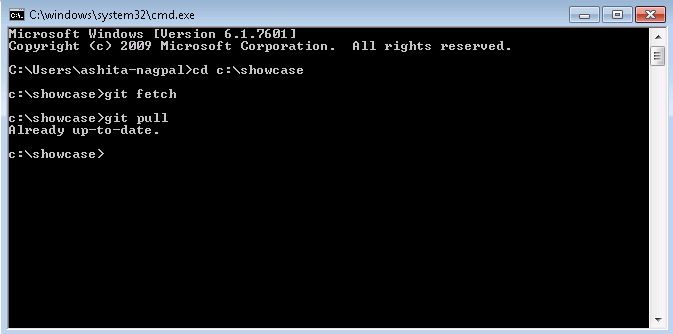 C:\windows\system32\cmd.exe
Microsoft Windows [Version 6.1.7601]
Copyright (c) 2009 Microsoft Corporation.  All rights reserved.
C:\Users\ashita-nagpal>cd c:\showcase
c:\showcase>git fetch
c:\showcase>git pull
Already up-to-date.
c:\showcase>